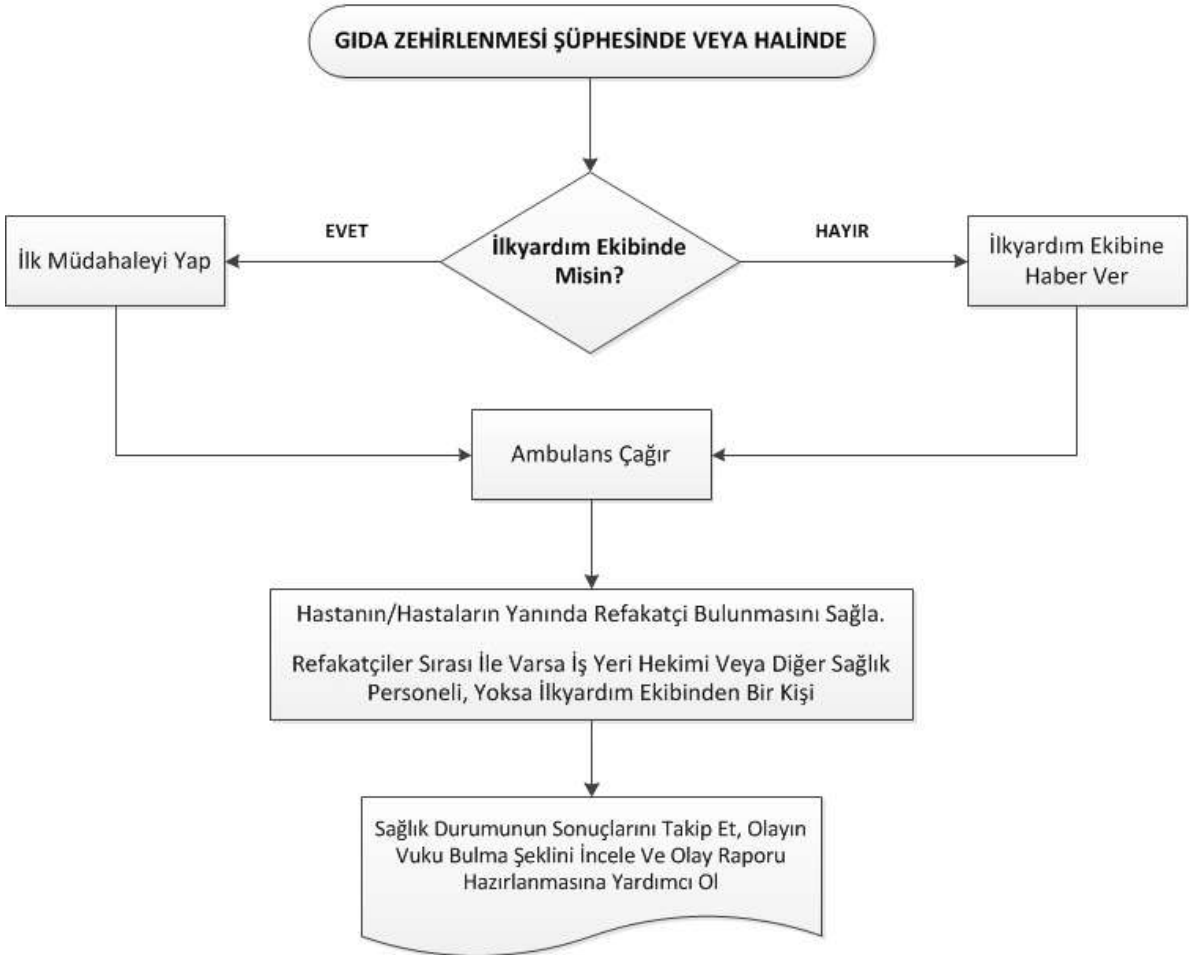 GIDA ZEHİRLENMESİ ŞÜPHESİNDE VEYA HALİNDE
İlkyardım Ekibinde
Misin?
EVET
HAYIR
İlk Müdahaleyi Yap
İlkyardım Ekibine
Haber Ver
Ambulans Çağır
Hastanın/Hastaların Yanında Refakatçi Bulunmasını Sağla.
Refakatçiler Sırası İle Varsa İş Yeri Hekimi Veya Diğer Sağlık
Personeli, Yoksa İlkyardım Ekibinden Bir Kişi
Sağlık Durumunun Sonuçlarını Takip Et, Olayın
Vuku Bulma Şeklini İncele Ve Olay Raporu
Hazırlanmasına Yardımcı Ol